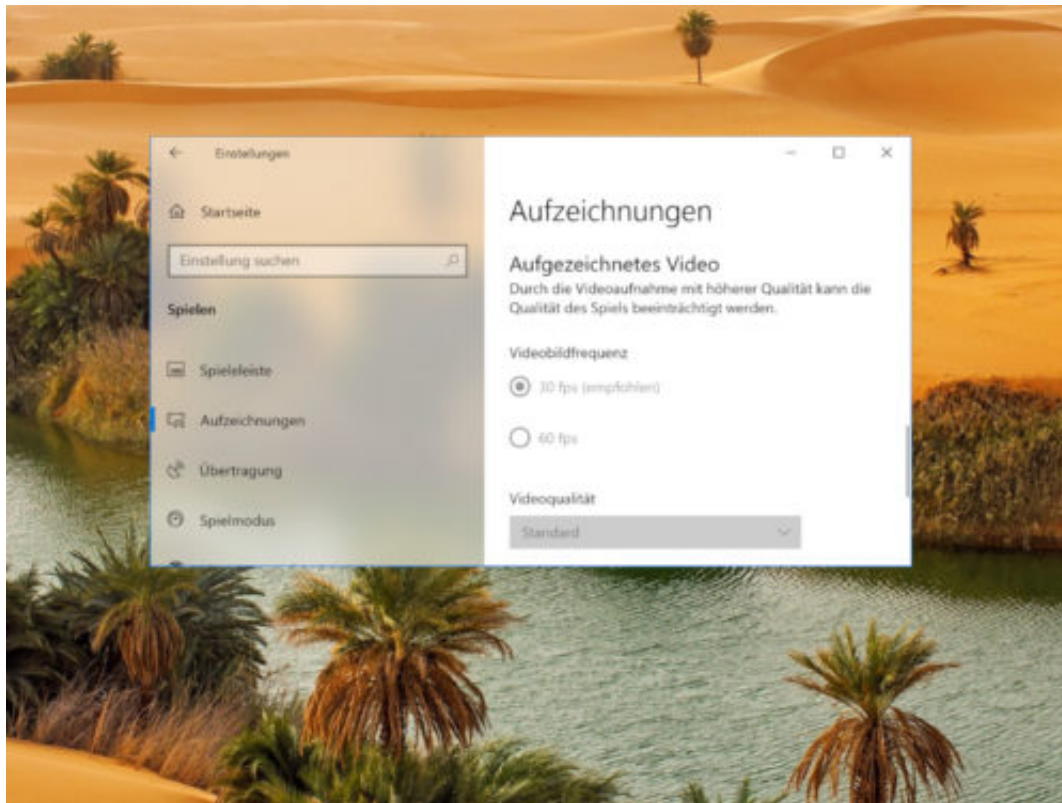 Einstellungen
Startseite
Einstellung suchen
Spielen
Spieleleiste
Aufzeichnungen
Übertragung
Spielmodus
Aufzeichnungen
Aufgezeichnetes Video
Durch die Videoaufnahme mit höherer Qualität kann die
Qualität des Spiels beeinträchtigt werden.
Videobildfrequenz
30 fps (empfohlen)
60 fps
Videoqualität
Standard